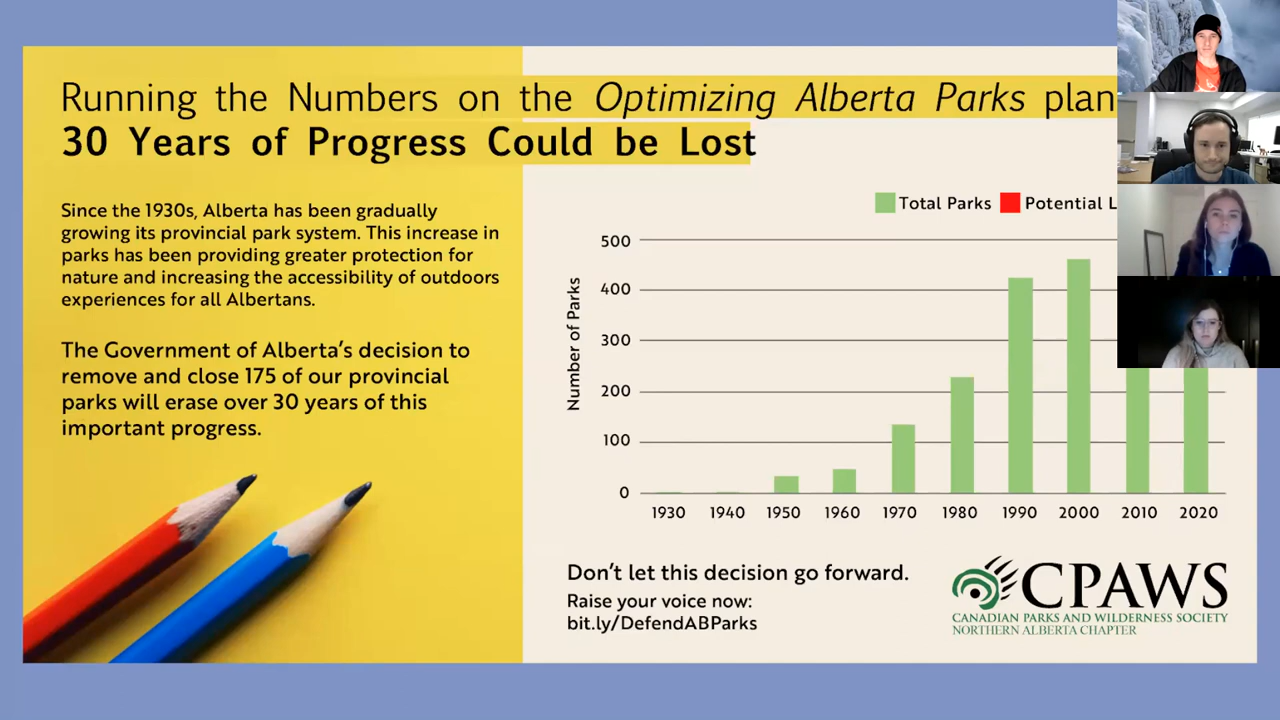 Running the Numbers on the Optimizing Alberta Parks plan
30 Years of Progress Could be Lost
Since the 1930s, Alberta has been gradually
growing its provincial park system. This increase in
parks has been providing greater protection for
nature and increasing the accessibility of outdoors
experiences for all Albertans.
The Government of Alberta's decision to
remove and close 175 of our provincial
parks will erase over 30 years of this
important progress.
Total Parks Potential L
Number of Parks
500
400
300
200
100
0
1930 1940 1950 1960 1970 1980 1990 2000 2010 2020
Don't let this decision go forward.
Raise your voice now:
bit.ly/DefendABParks
CPAWS
CANADIAN PARKS AND WILDERNESS SOCIETY
NORTHERN ALBERTA CHAPTER